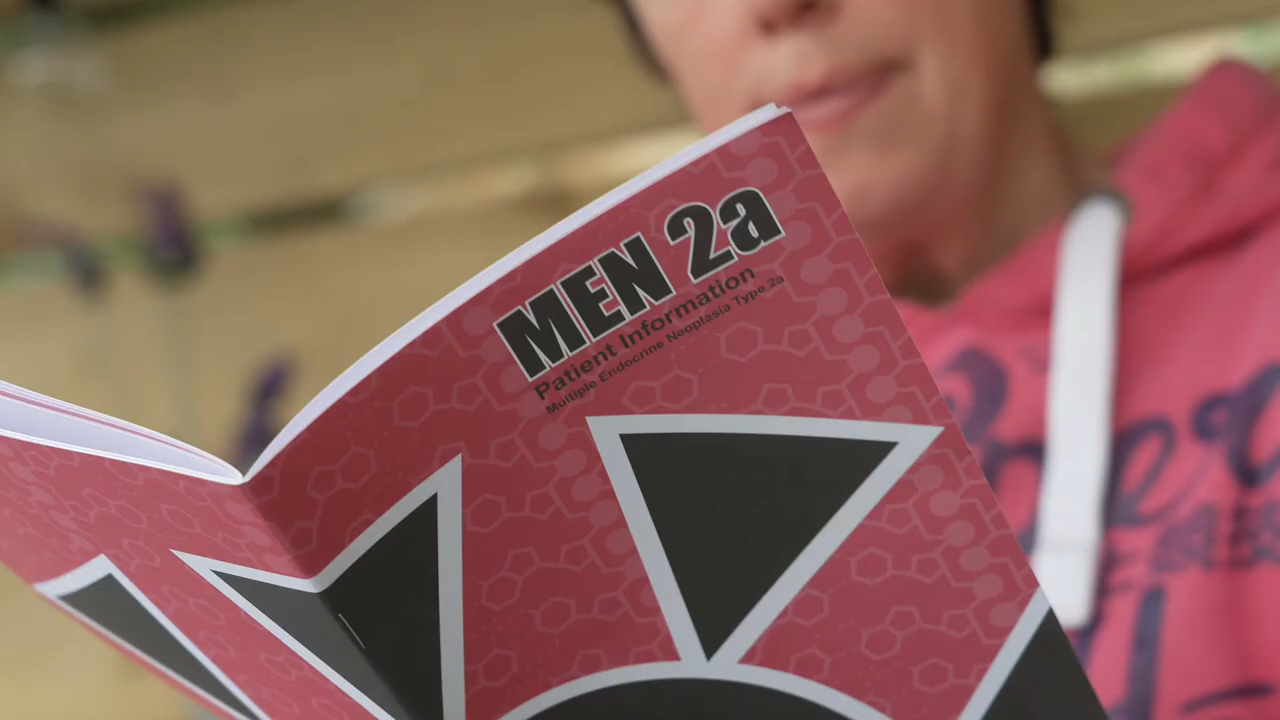 MEN 2a
Patient Information
Multiple Endocrine Neoplasia Type 2a